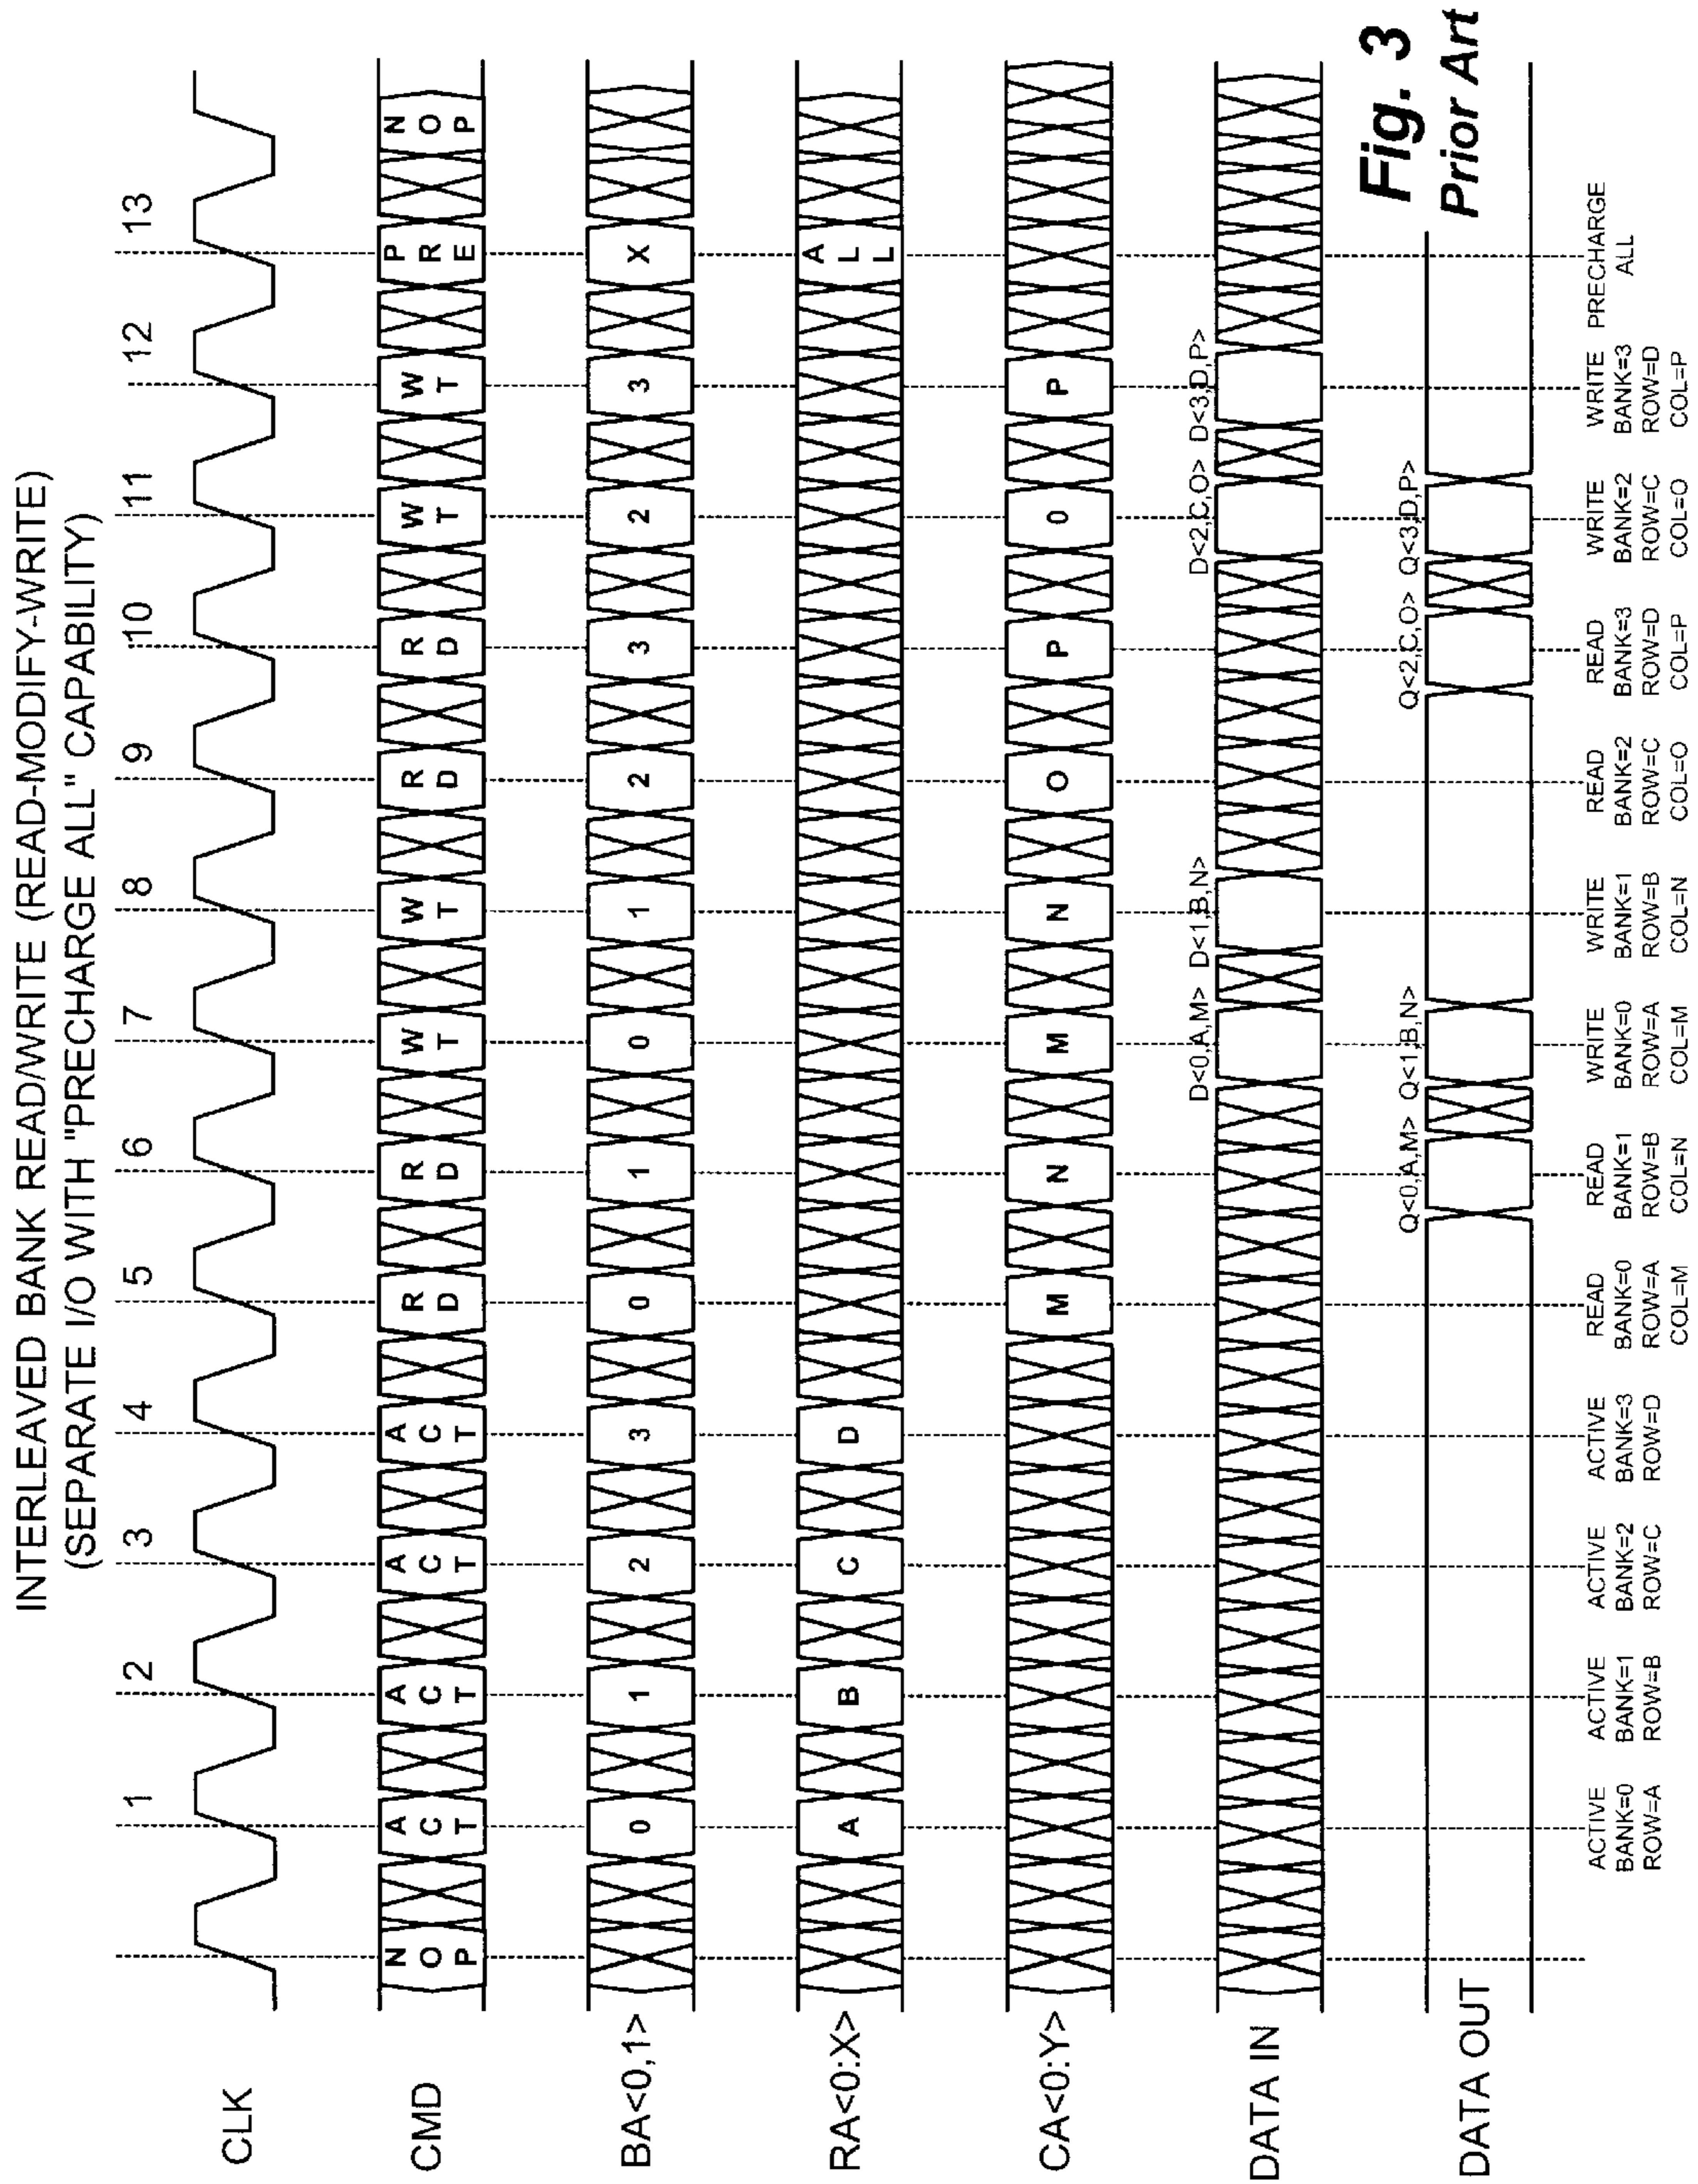 INTERLEAVED BANK READ/WRITE (READ-MODIFY-WRITE)
(SEPARATE I/O WITH "PRECHARGE ALL" CAPABILITY)
1 2 3 4 5 6 7 8 9 10 11 12 13
CLK
CMD NOP ACT ACT ACT ACT RD RD WT WT RD RD WT WT PRE NOP
BA<0,1> 0 1 2 3 0 1 0 1 2 3 2 3 X
RA<0:X> A B C D ALL
CA<0:Y> M N M N O P 0 P
D<0,A,M> D<1,B,N> D<2,C,O> D<3,D,P>
DATA IN
Q<0,A,M> Q<1,B,N> Q<2,C,O> Q<3,D,P>
DATA OUT
ACTIVE ACTIVE ACTIVE ACTIVE READ READ WRITE WRITE READ READ WRITE WRITE PRECHARGE
BANK=0 BANK=1 BANK=2 BANK=3 BANK=0 BANK=1 BANK=0 BANK=1 BANK=2 BANK=3 BANK=2 BANK=3 ALL
ROW=A ROW=B ROW=C ROW=D ROW=A ROW=B ROW=A ROW=B ROW=C ROW=D ROW=C ROW=D
COL=M COL=N COL=M COL=N COL=O COL=P COL=O COL=P
Fig. 3
Prior Art